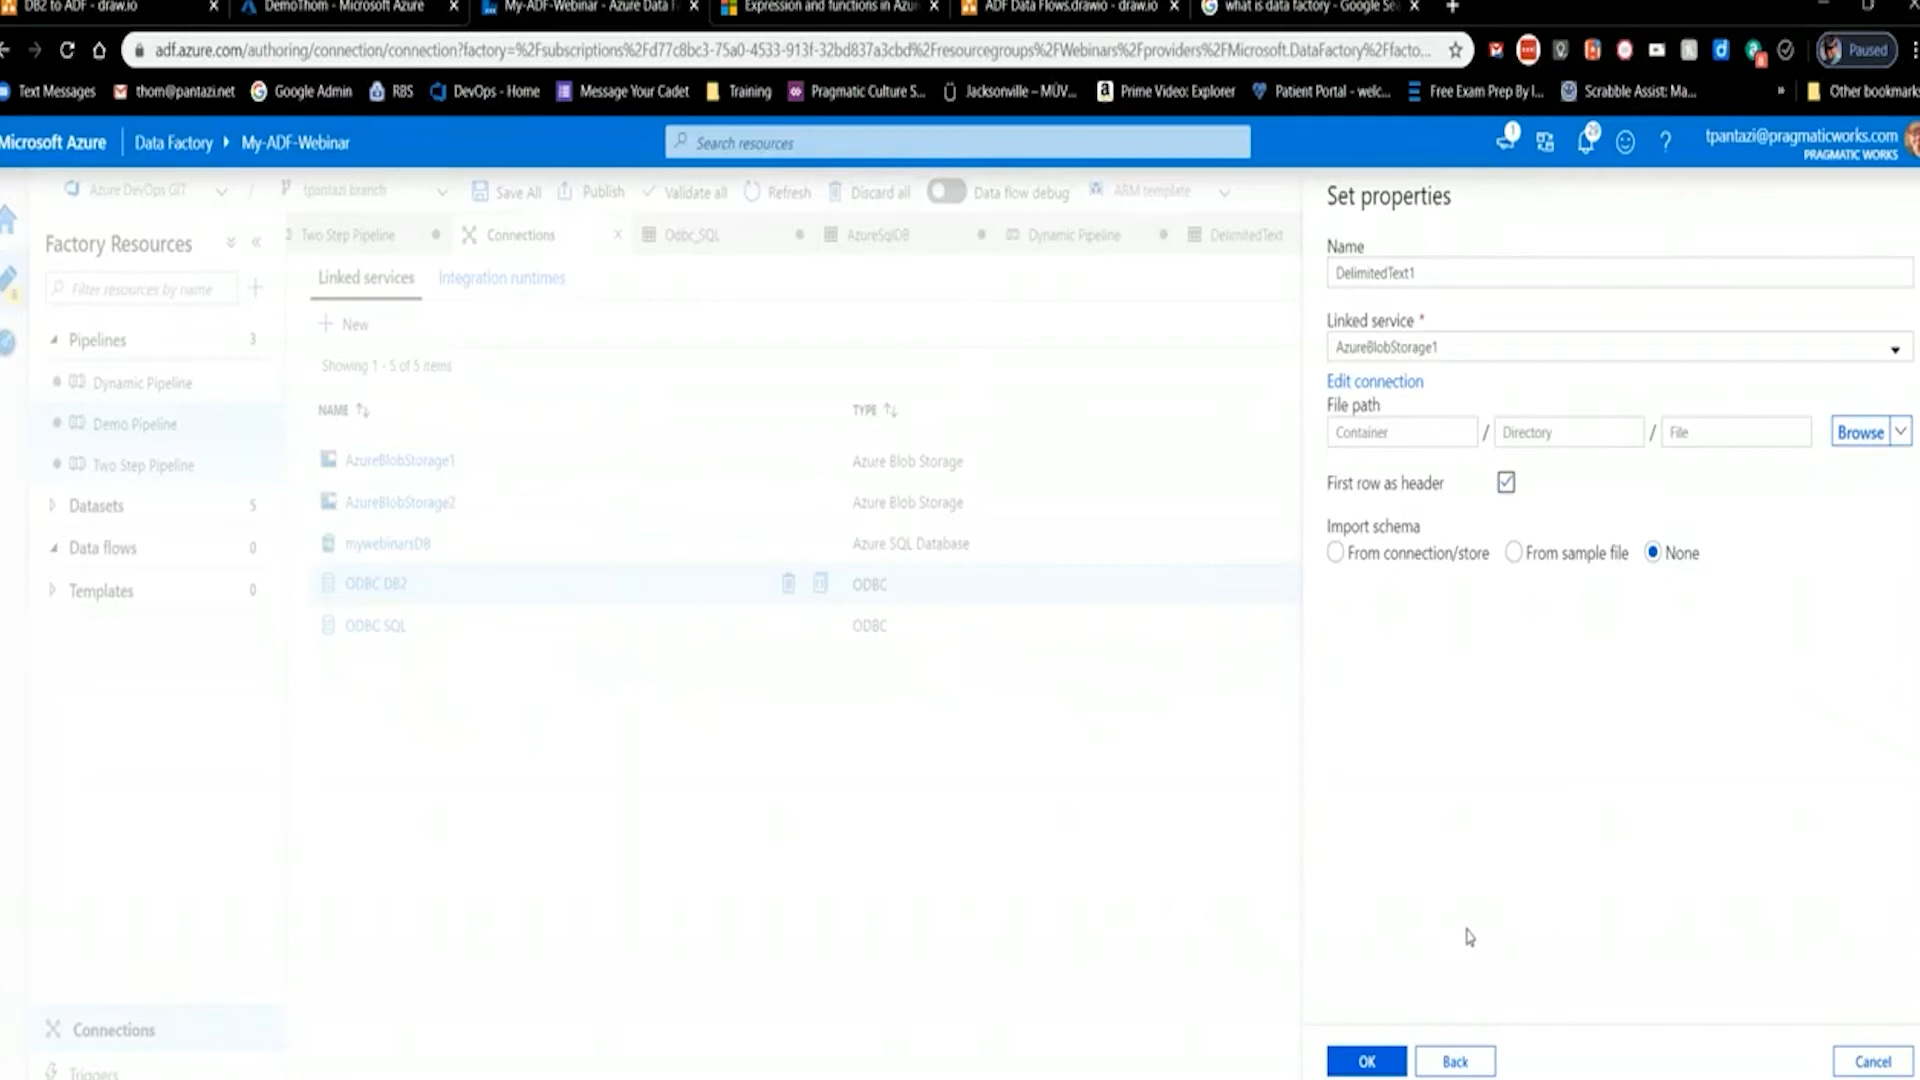 DB2 to ADF - draw.io
DemoThom - Microsoft Azure
My-ADF-Webinar - Azure Data F
Expression and functions in Azur
ADF Data Flows.drawio - draw.io
what is data factory - Google Se
adf.azure.com/authoring/connection/connection?factory=%2Fsubscriptions%2Fd77c8bc3-75a0-4533-913f-32bd837a3cbd%2Fresourcegroups%2FWebinars%2Fproviders%2FMicrosoft.DataFactory%2Ffacto...
Paused
Text Messages
thom@pantazi.net
Google Admin
RBS
DevOps - Home
Message Your Cadet
Training
Pragmatic Culture S...
Jacksonville – MÜV...
Prime Video: Explorer
Patient Portal - welc...
Free Exam Prep By I...
Scrabble Assist: Ma...
»
Other bookmarks
Microsoft Azure
Data Factory
My-ADF-Webinar
Search resources
1
?
tpantazi@pragmaticworks.com
PRAGMATIC WORKS
Azure DevOps GIT
/
tpantazi branch
Save All
Publish
Validate all
Refresh
Discard all
Data flow debug
ARM template
Factory Resources
Filter resources by name
Pipelines 3
Dynamic Pipeline
Demo Pipeline
Two Step Pipeline
Datasets 5
Data flows 0
Templates 0
Connections
Triggers
Two Step Pipeline
Connections
Odbc_SQL
AzureSqlDB
Dynamic Pipeline
DelimitedText
Linked services
Integration runtimes
New
Showing 1 - 5 of 5 items
NAME
TYPE
AzureBlobStorage1 Azure Blob Storage
AzureBlobStorage2 Azure Blob Storage
mywebinarsDB Azure SQL Database
ODBC DB2 ODBC
ODBC SQL ODBC
Set properties
Name
DelimitedText1
Linked service *
AzureBlobStorage1
Edit connection
File path
Container / Directory / File
Browse
First row as header
Import schema
From connection/store From sample file None
OK
Back
Cancel